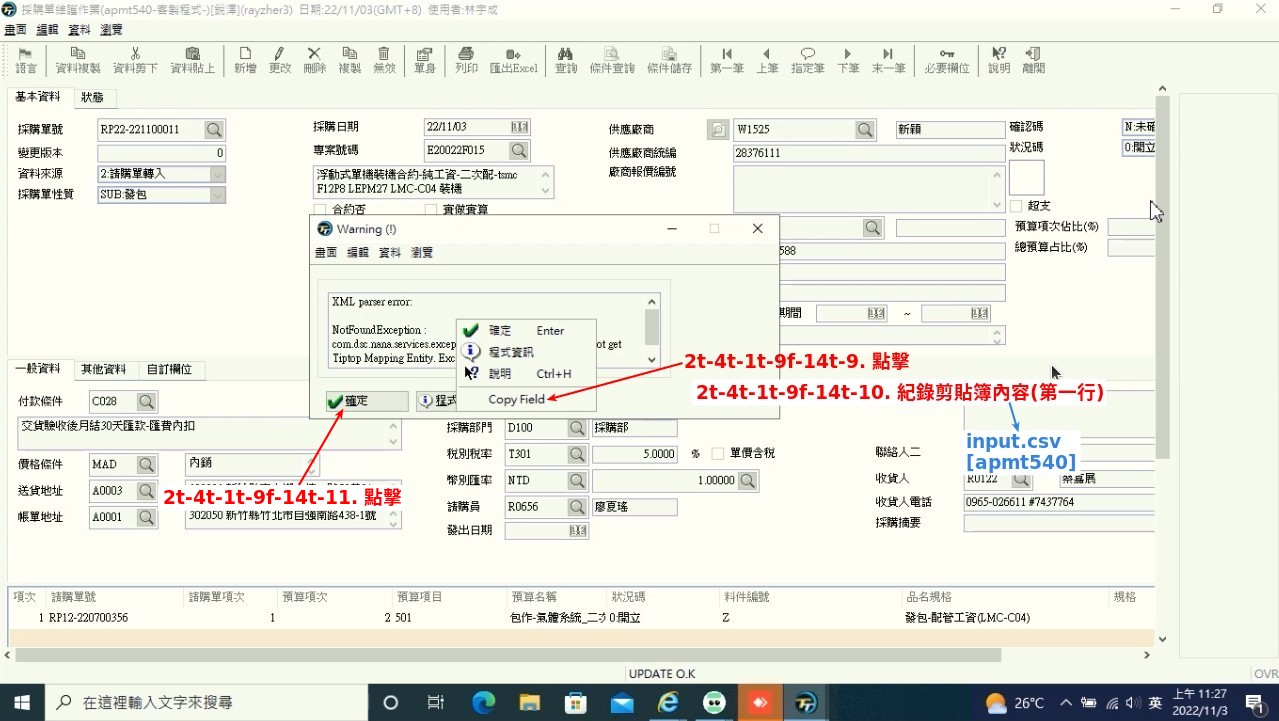 採購單維護作業(apmt540-客製程式-)[銳澤](rayzher3) 日期:22/11/03(GMT+8) 使用者:林宇成
畫面 編輯 資料 瀏覽
語言 資料複製 資料剪下 資料貼上 新增 更改 刪除 複製 無效 單身 列印 匯出Excel 查詢 條件查詢 條件儲存 第一筆 上筆 指定筆 下筆 末一筆 必要欄位 說明 離開
基本資料 狀態
採購單號 RP22-221100011 採購日期 22/11/03 供應廠商 W1525 新穎 確認碼 N:未確
變更版本 0 專案號碼 E20022F015 供應廠商統編 28376111 狀況碼 0:開立
資料來源 2:請購單轉入 浮動式單機裝機合約-純工資-二次配-tsmc 廠商報價編號
F12P8 LEPM27 LMC-C04 裝機
採購單性質 SUB:發包
合約否 實做實算 超支
預算項次佔比(%)
總預算占比(%)
588
期間 ~
Warning (!)
畫面 編輯 資料 瀏覽
XML parser error:
NotFoundException :
com.dsc.nana.services.excep ot get
Tiptop Mapping Entity. Exc
確定 Enter
程式資訊
說明 Ctrl+H
Copy Field
確定 程式
2t-4t-1t-9f-14t-9. 點擊
2t-4t-1t-9f-14t-10. 紀錄剪貼簿內容(第一行)
input.csv
[apmt540]
2t-4t-1t-9f-14t-11. 點擊
一般資料 其他資料 自訂欄位
付款條件 C028
交貨驗收後月結30天匯款-匯費內扣
價格條件 MAD 內銷
送貨地址 A0003
帳單地址 A0001 302050 新竹縣竹北市自強南路438-1號
採購部門 D100 採購部
稅別稅率 T301 5.0000 % 單價含稅
幣別匯率 NTD 1.00000
請購員 R0656 廖夏瑤
發出日期
聯絡人二
收貨人 R0122
收貨人電話 0965-026611 #7437764
採購摘要
項次 請購單號 請購單項次 預算項次 預算項目 預算名稱 狀況碼 料件編號 品名規格 規格
1 RP12-220700356 1 2 501 包作-氣體系統_二次 0:開立 Z 發包-配管工資(LMC-C04)
UPDATE O.K OVR
在這裡輸入文字來搜尋 26°C 英 上午 11:27
2022/11/3 1